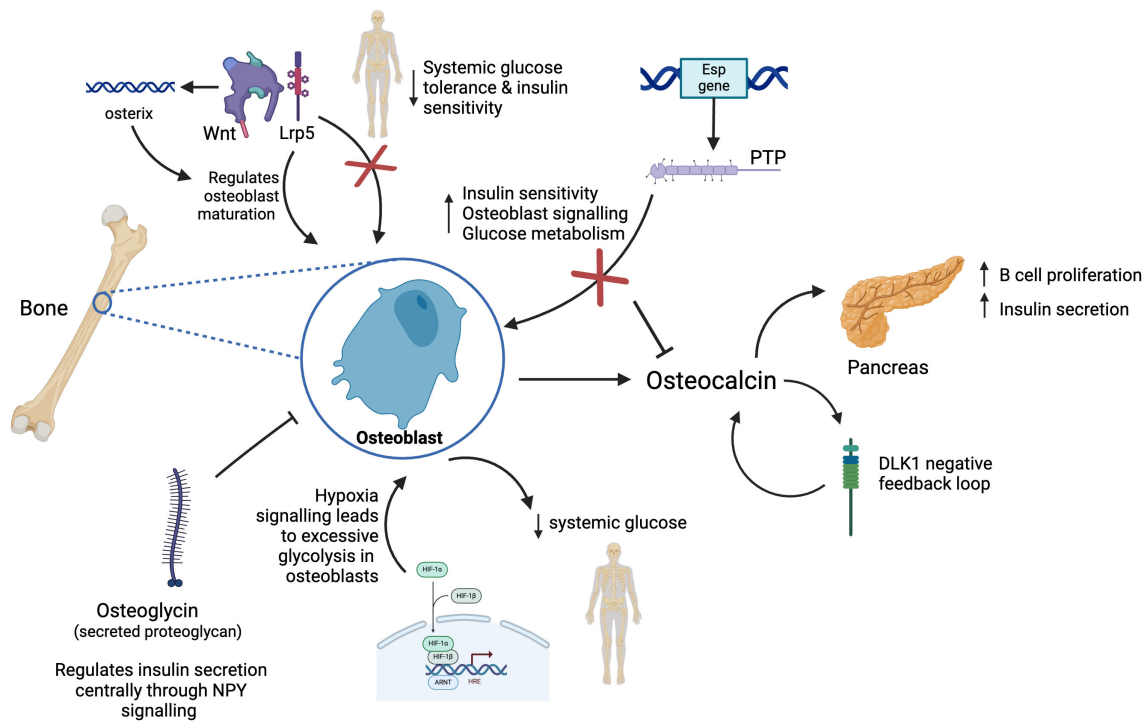 Systemic glucose
tolerance & insulin
sensitivity
Esp
gene
osterix
Wnt
Lrp5
PTP
Regulates
osteoblast
maturation
Insulin sensitivity
Osteoblast signalling
Glucose metabolism
B cell proliferation
Insulin secretion
Bone
Pancreas
Osteocalcin
Osteoblast
DLK1 negative
feedback loop
Hypoxia
signalling leads
to excessive
glycolysis in
osteoblasts
systemic glucose
HIF-1α
HIF-1β
HIF-1α
HIF-1β
ARNT
HRE
Osteoglycin
(secreted proteoglycan)
Regulates insulin secretion
centrally through NPY
signalling